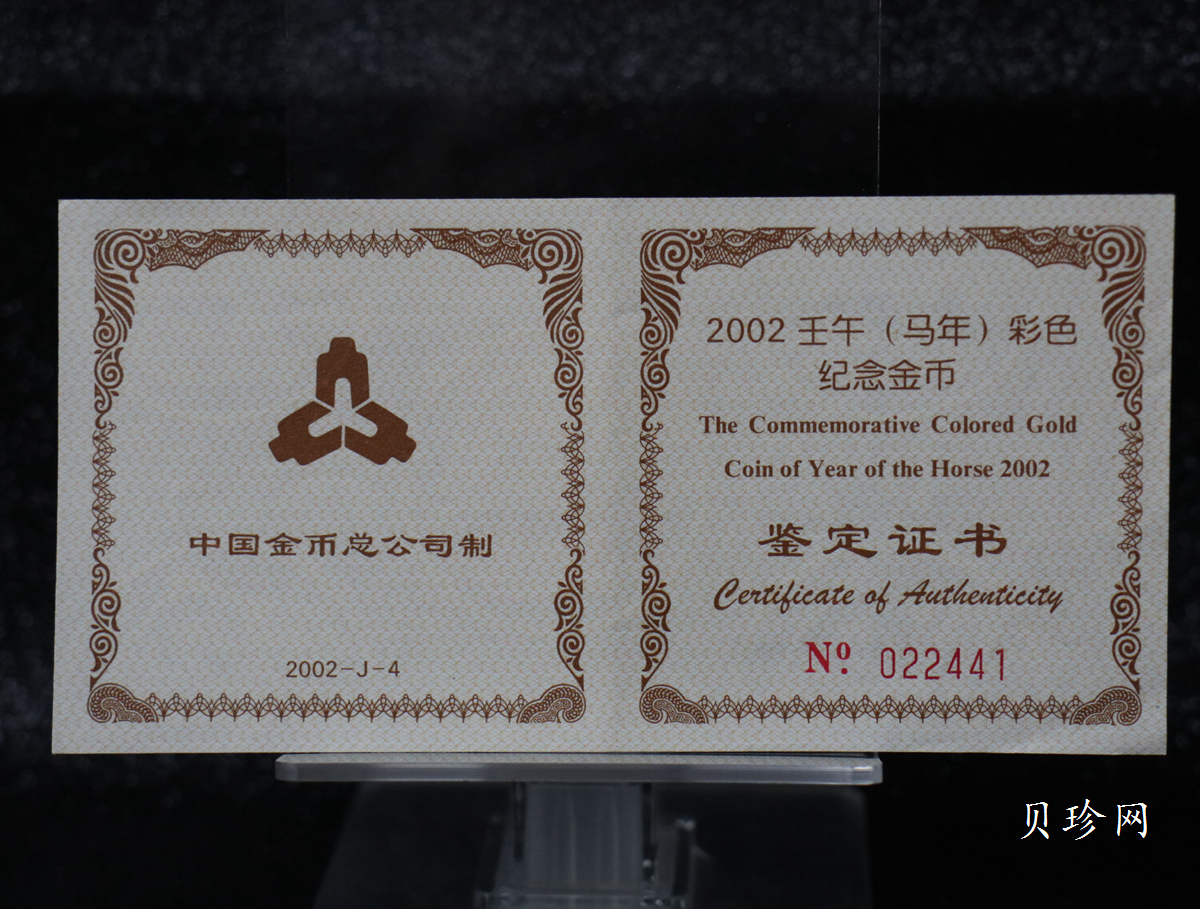 中国金币总公司制
2002-J-4
2002 壬午（马年）彩色
纪念金币
The Commemorative Colored Gold
Coin of Year of the Horse 2002
鉴定证书
Certificate of Authenticity
Nº 022441
贝珍网